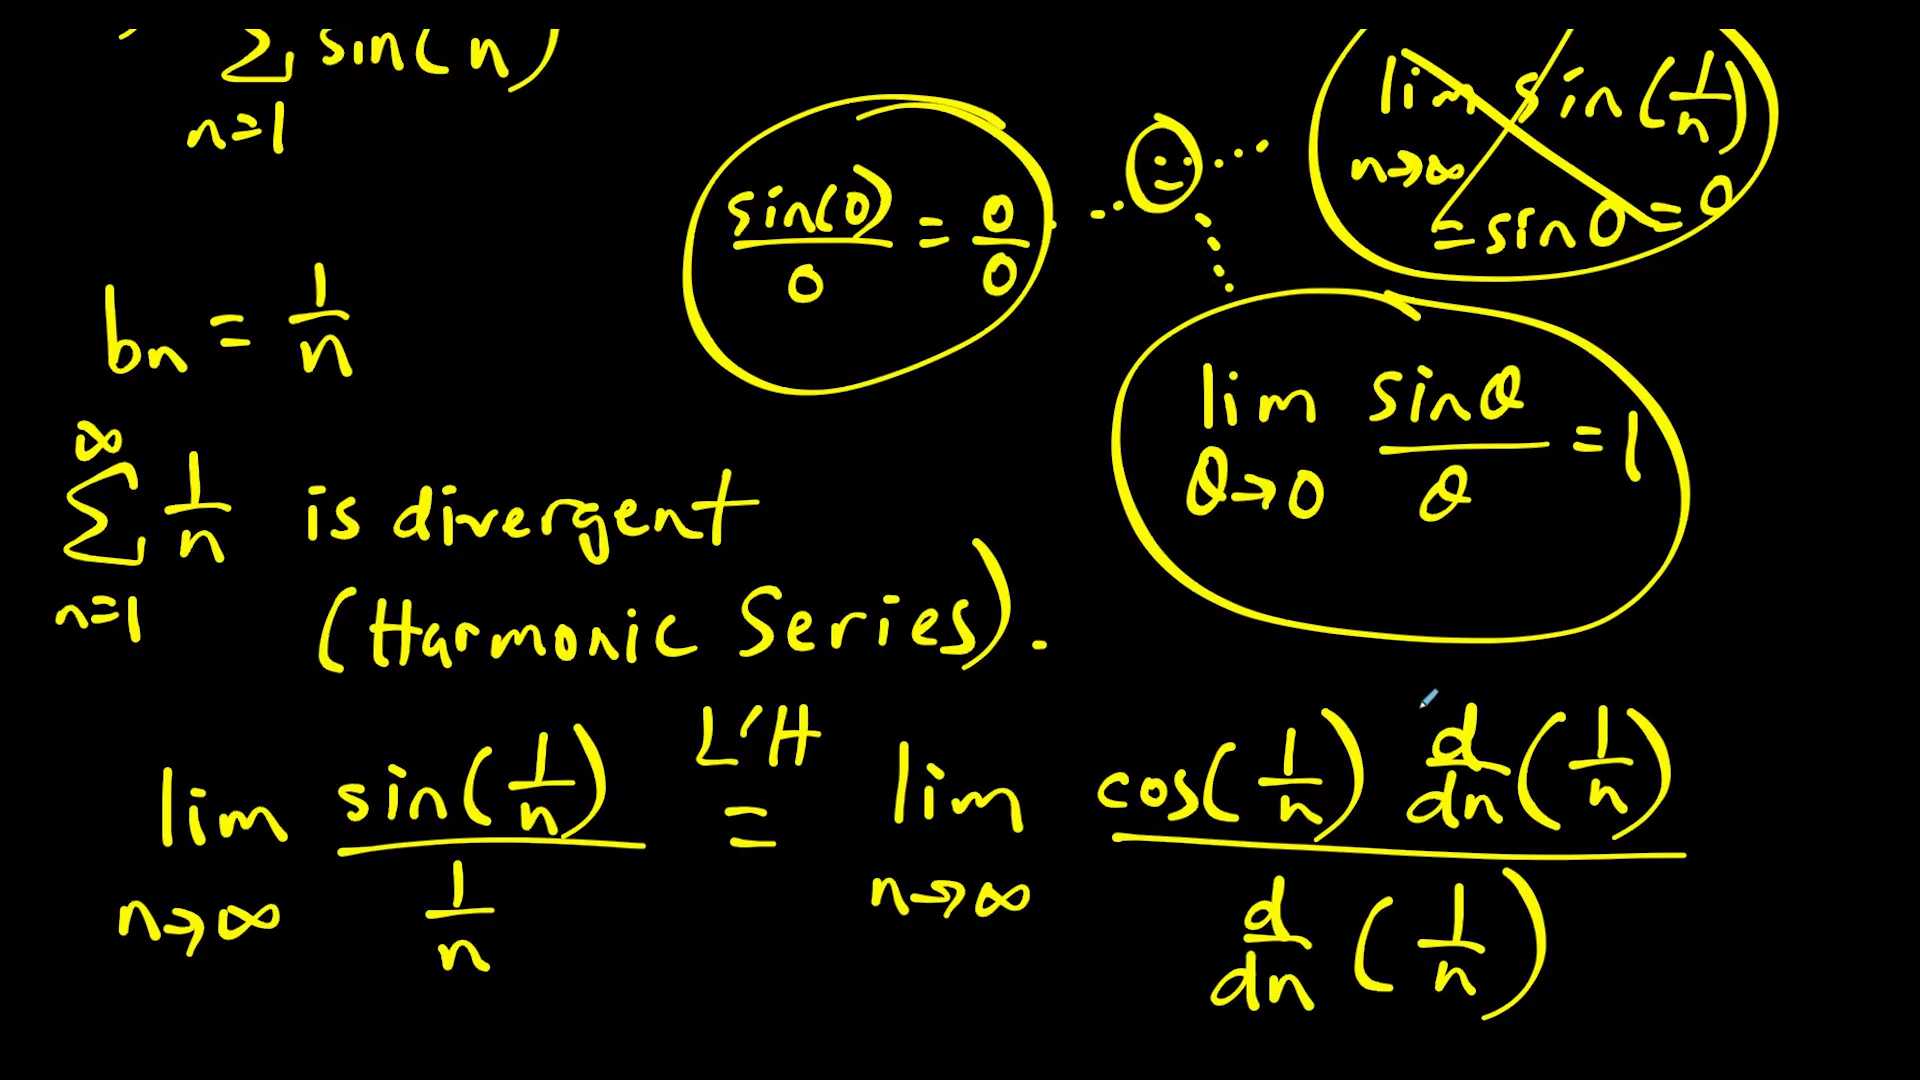 ∑ sin( n )
n=1
lim sin(1/n)
n→∞
= sin 0 = 0
sin(0)/0 = 0/0
bn = 1/n
lim sinθ/θ = 1
θ→0
∞
∑ 1/n is divergent
n=1
(Harmonic Series).
lim sin(1/n) / (1/n) L'H = lim cos(1/n) d/dn (1/n) / d/dn (1/n)
n→∞ n→∞